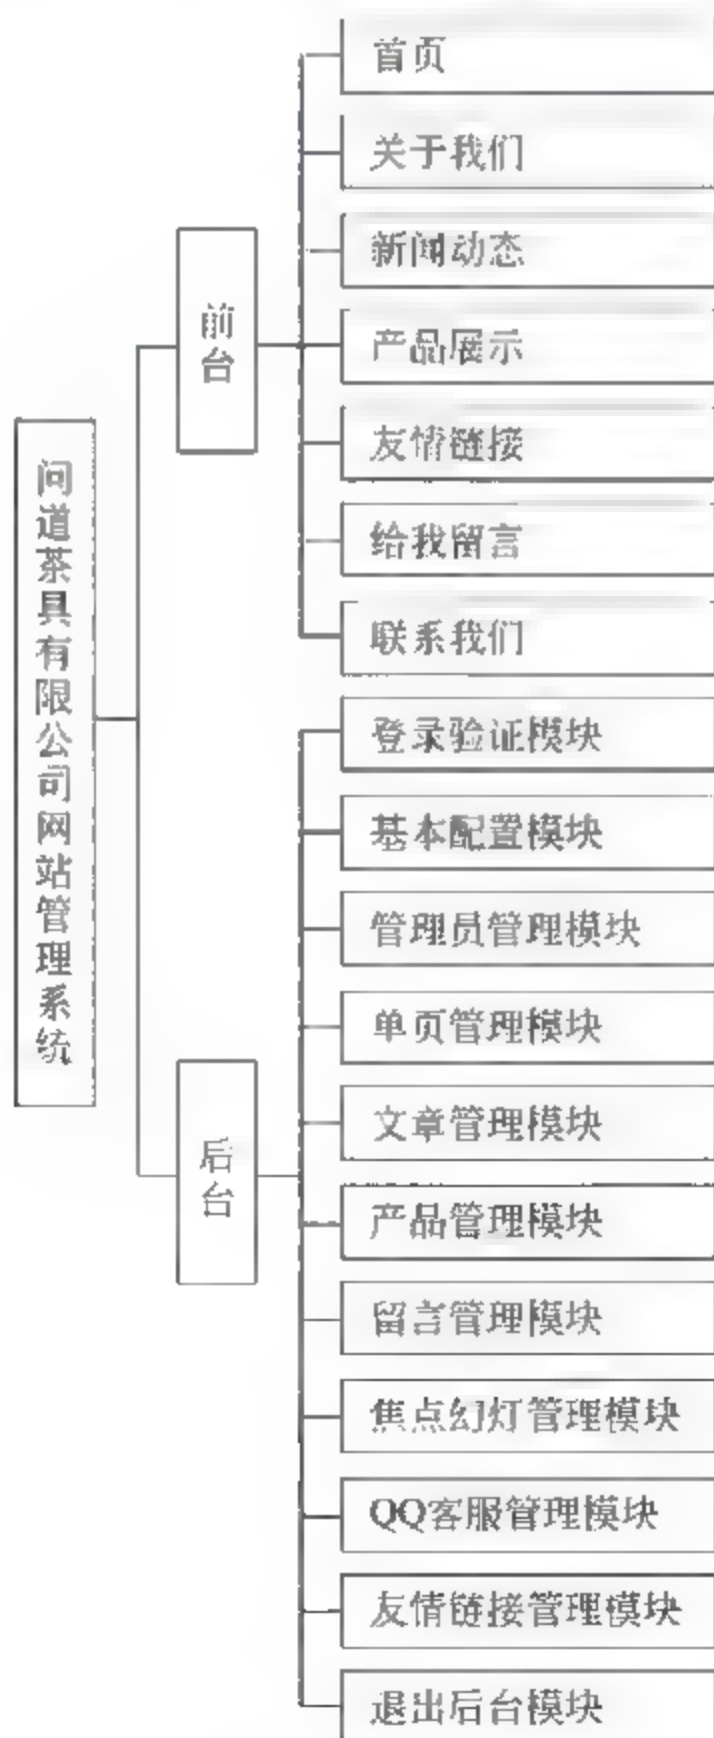 问道茶具有限公司网站管理系统
前台
首页
关于我们
新闻动态
产品展示
友情链接
给我留言
联系我们
后台
登录验证模块
基本配置模块
管理员管理模块
单页管理模块
文章管理模块
产品管理模块
留言管理模块
焦点幻灯管理模块
QQ客服管理模块
友情链接管理模块
退出后台模块